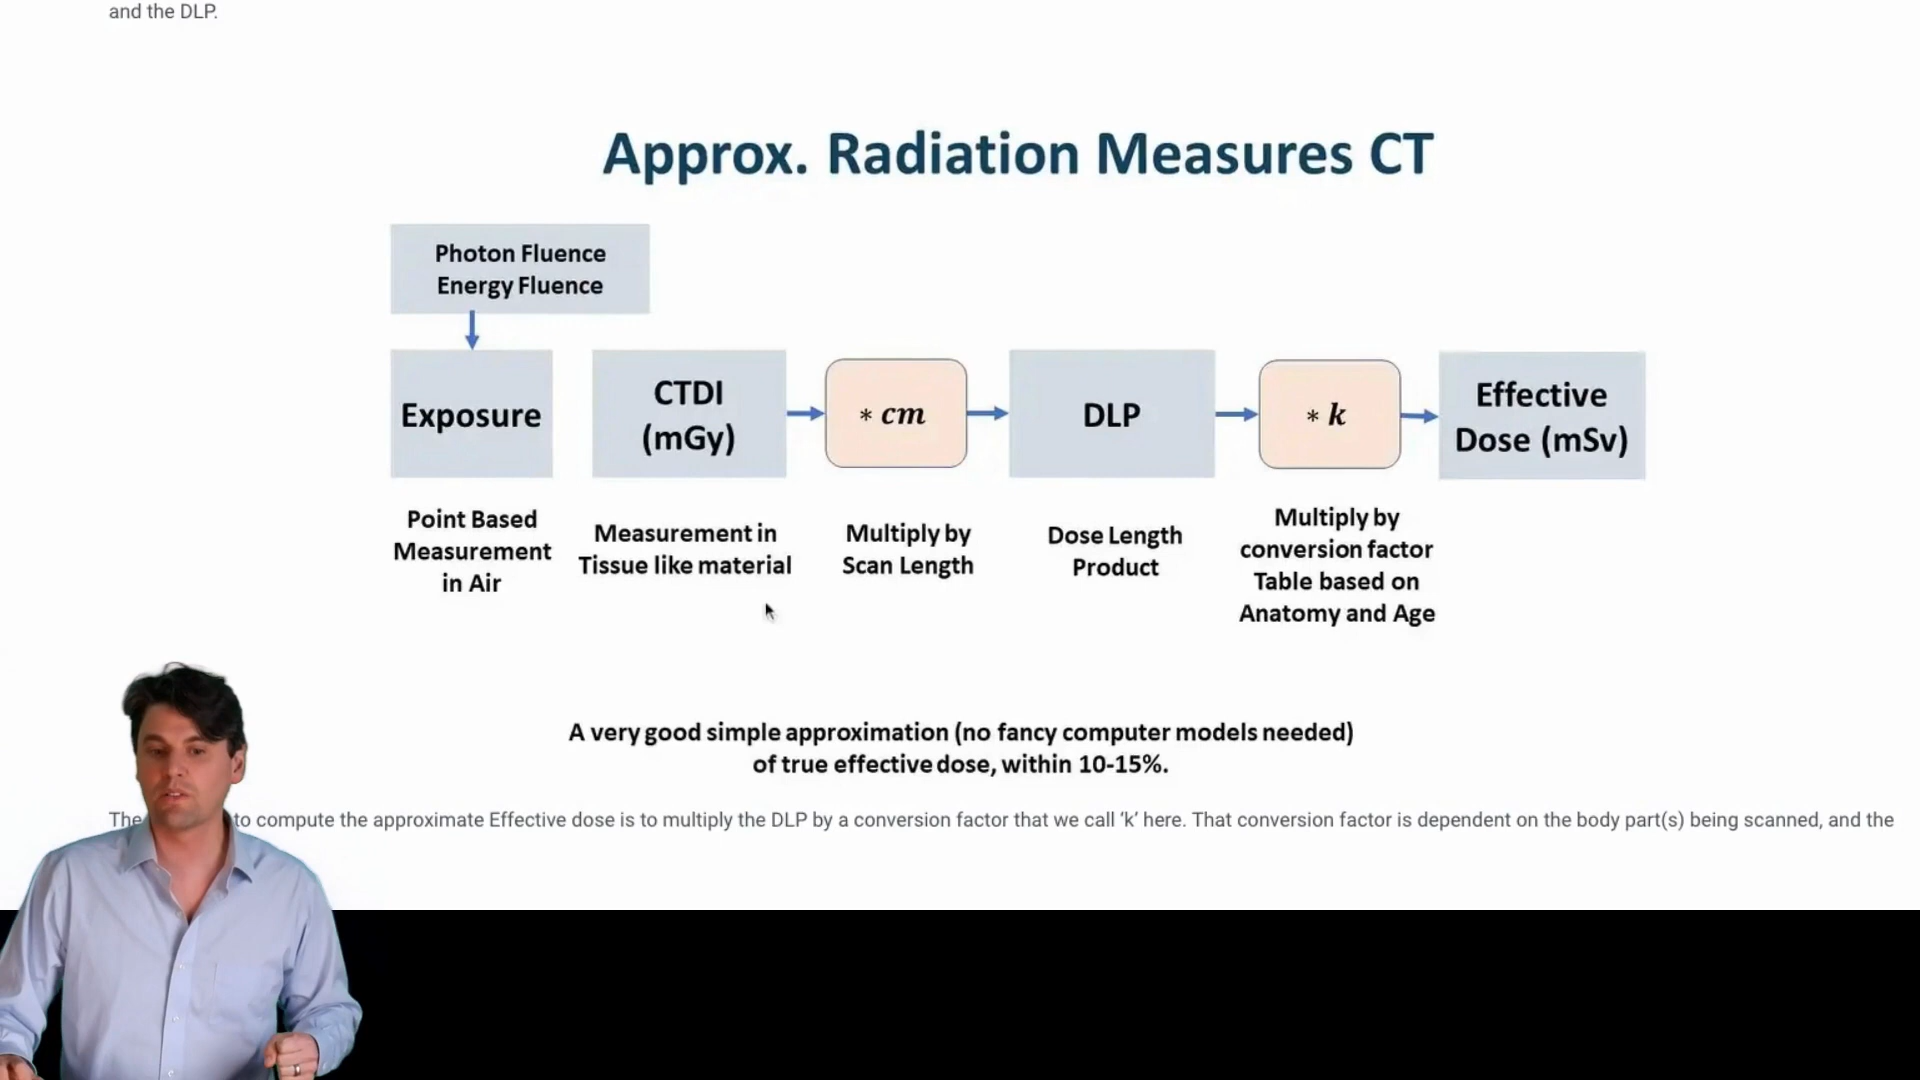 and the DLP.
Approx. Radiation Measures CT
Photon Fluence
Energy Fluence
Exposure
CTDI
(mGy)
* cm
DLP
* k
Effective
Dose (mSv)
Point Based
Measurement
in Air
Measurement in
Tissue like material
Multiply by
Scan Length
Dose Length
Product
Multiply by
conversion factor
Table based on
Anatomy and Age
A very good simple approximation (no fancy computer models needed)
of true effective dose, within 10-15%.
The to compute the approximate Effective dose is to multiply the DLP by a conversion factor that we call ‘k’ here. That conversion factor is dependent on the body part(s) being scanned, and the